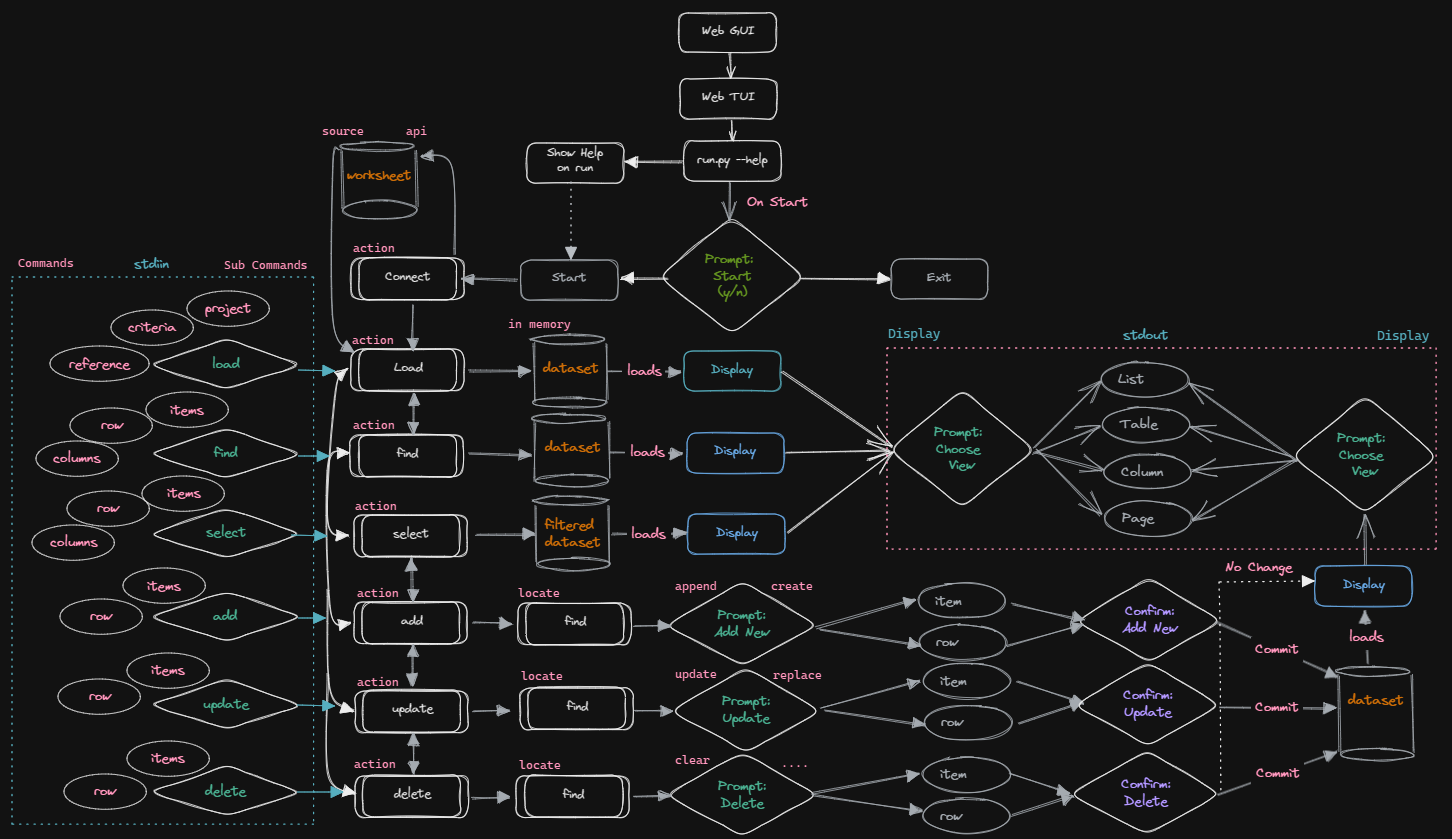 Web GUI
Web TUI
source
api
Show Help
on run
run.py --help
worksheet
On Start
action
Prompt:
Start
(y/n)
Commands
stdiin
Sub Commands
Connect
Start
Exit
project
criteria
reference
load
action
Load
in memory
dataset
loads
Display
Display
stdout
Display
List
Table
Column
Page
Prompt:
Choose
View
Prompt:
Choose
View
items
row
columns
find
action
find
dataset
loads
Display
items
row
columns
select
action
select
filtered
dataset
loads
Display
No Change
Display
items
row
add
action
add
locate
find
append
create
Prompt:
Add New
item
row
Confirm:
Add New
Commit
loads
items
row
update
action
update
locate
find
update
replace
Prompt:
Update
item
row
Confirm:
Update
Commit
dataset
items
row
delete
action
delete
locate
find
clear
....
Prompt:
Delete
item
row
Confirm:
Delete
Commit